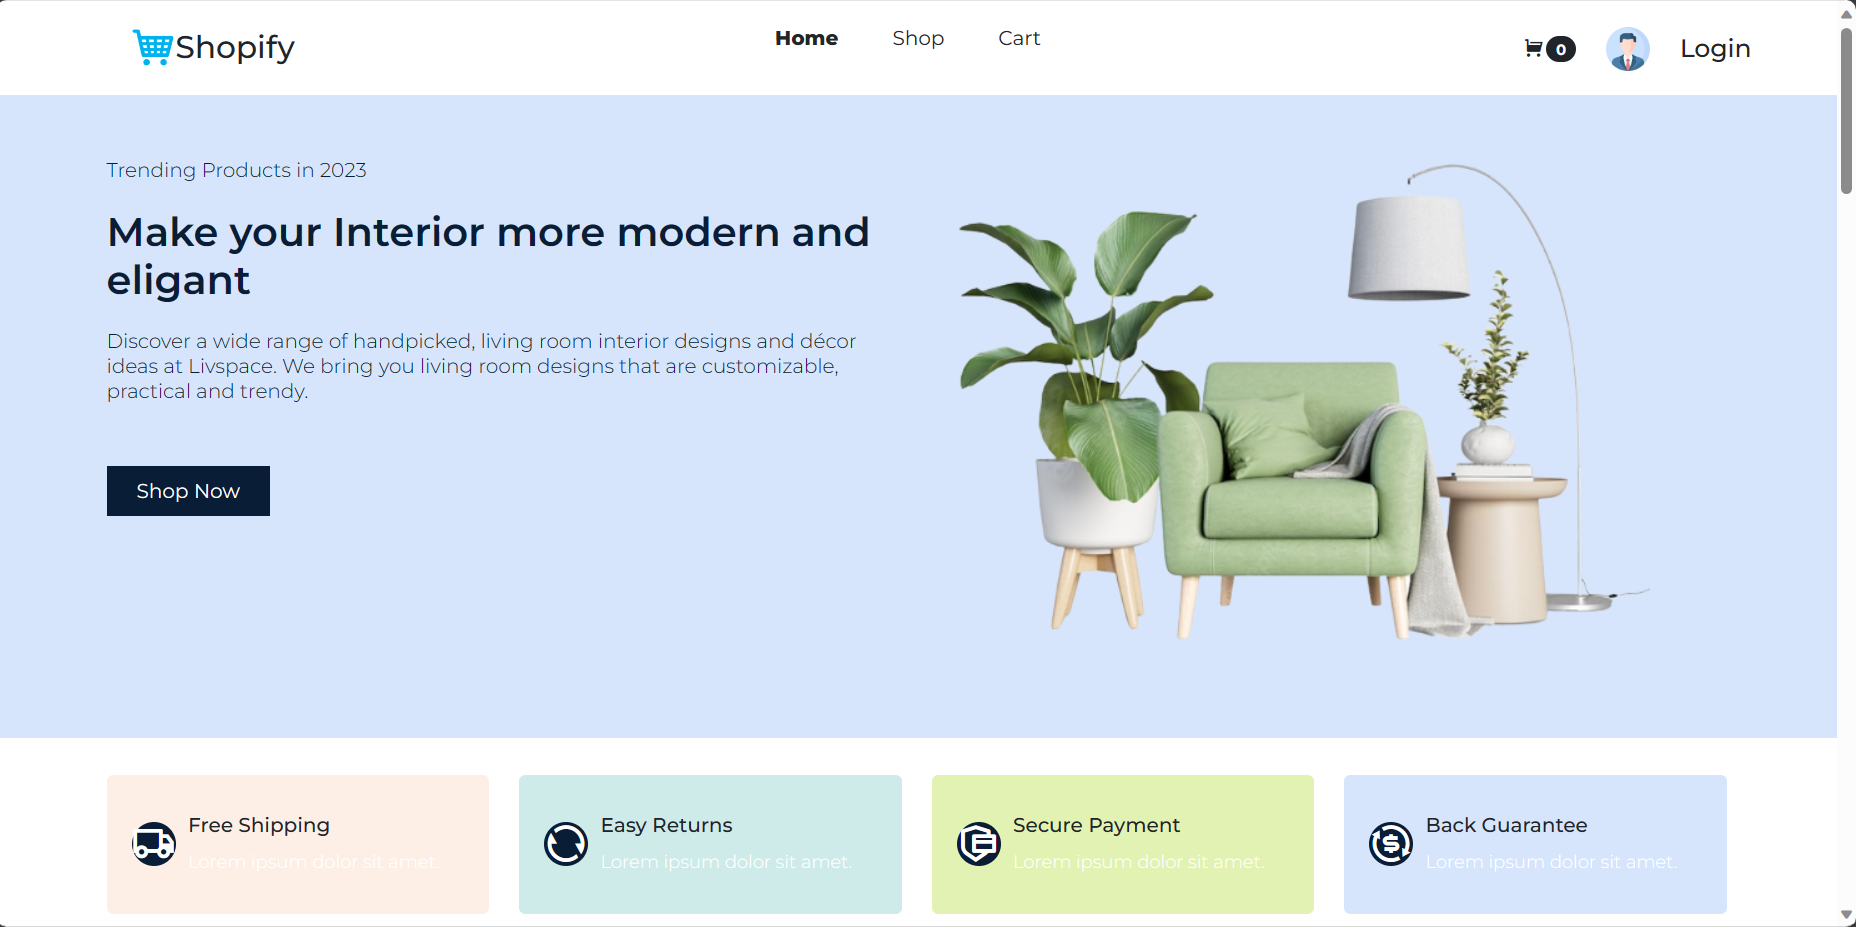 Shopify
Home
Shop
Cart
0
Login
Trending Products in 2023
Make your Interior more modern and
eligant
Discover a wide range of handpicked, living room interior designs and décor
ideas at Livspace. We bring you living room designs that are customizable,
practical and trendy.
Shop Now
Free Shipping
Lorem ipsum dolor sit amet.
Easy Returns
Lorem ipsum dolor sit amet.
Secure Payment
Lorem ipsum dolor sit amet.
Back Guarantee
Lorem ipsum dolor sit amet.